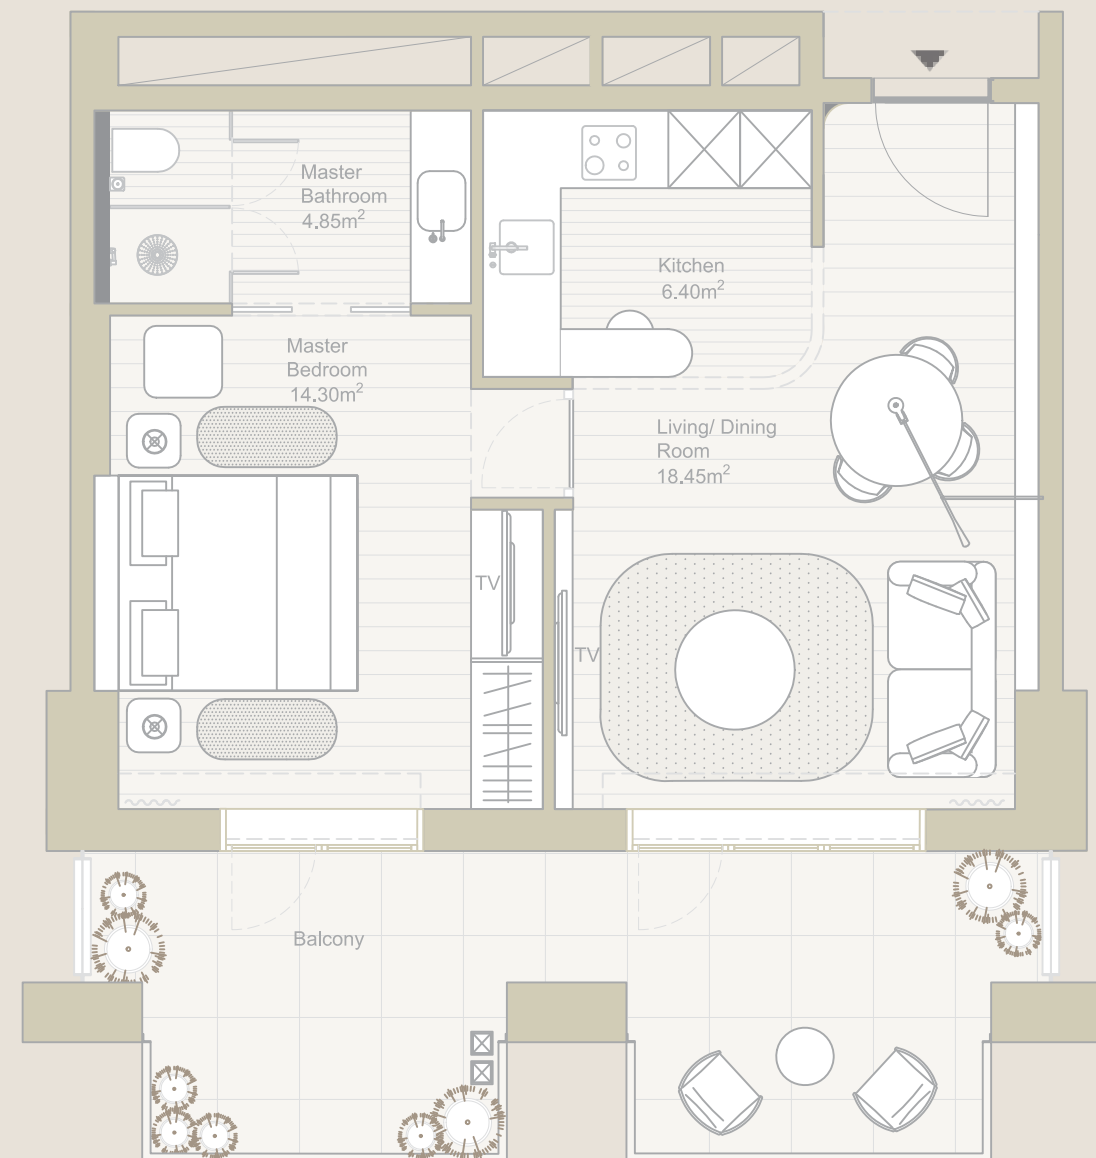 Master
Bathroom
4.85m²
Kitchen
6.40m²
Master
Bedroom
14.30m²
Living/ Dining
Room
18.45m²
TV
TV
Balcony